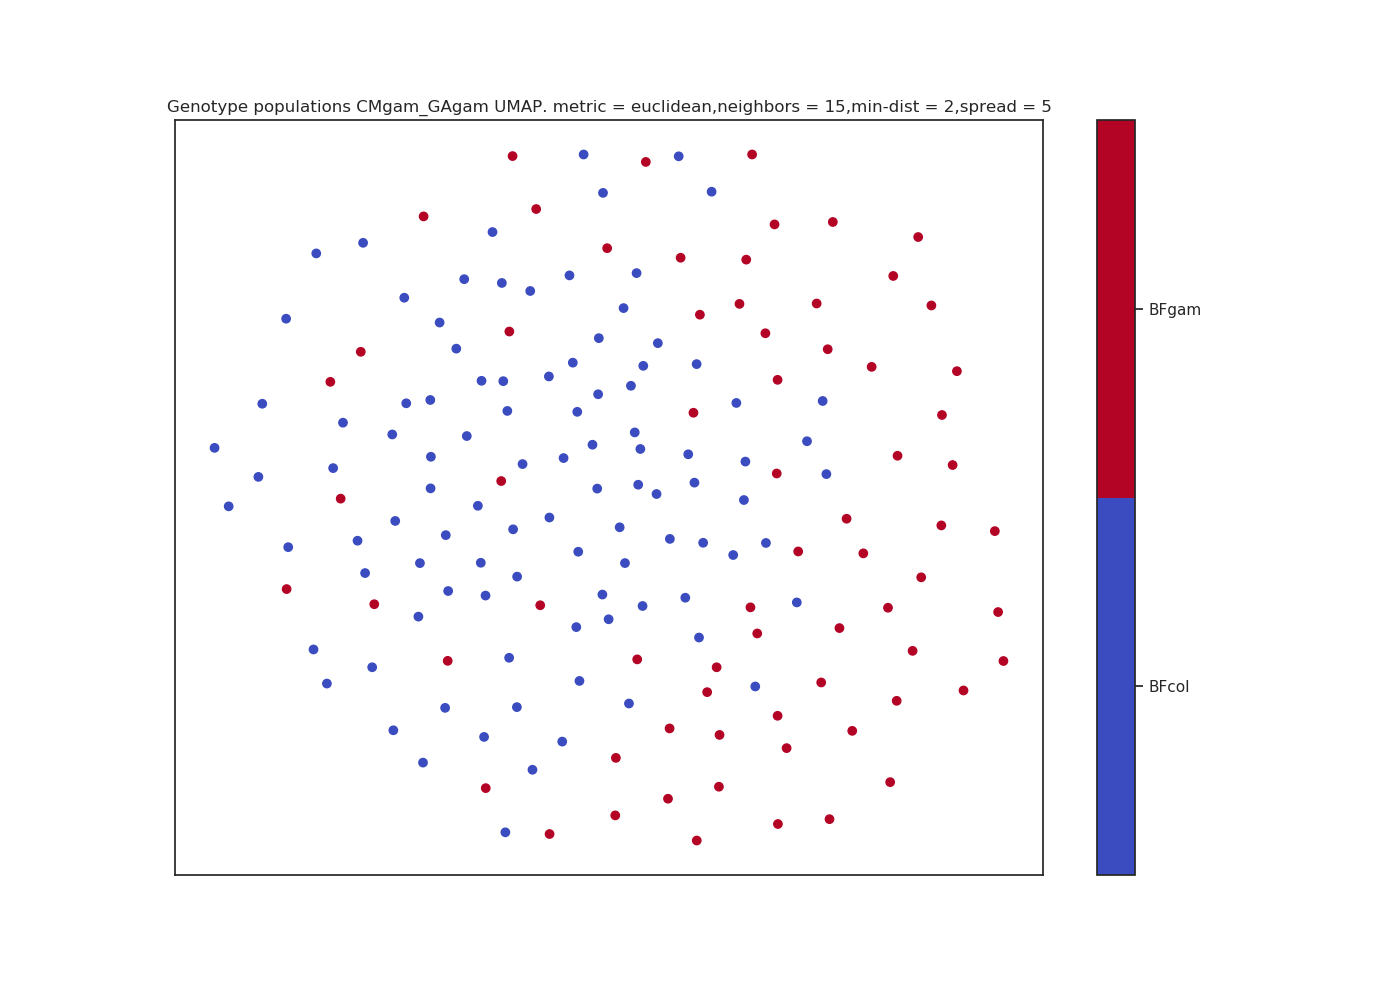 Genotype populations CMgam_GAgam UMAP. metric = euclidean,neighbors = 15,min-dist = 2,spread = 5
BFgam
BFcol